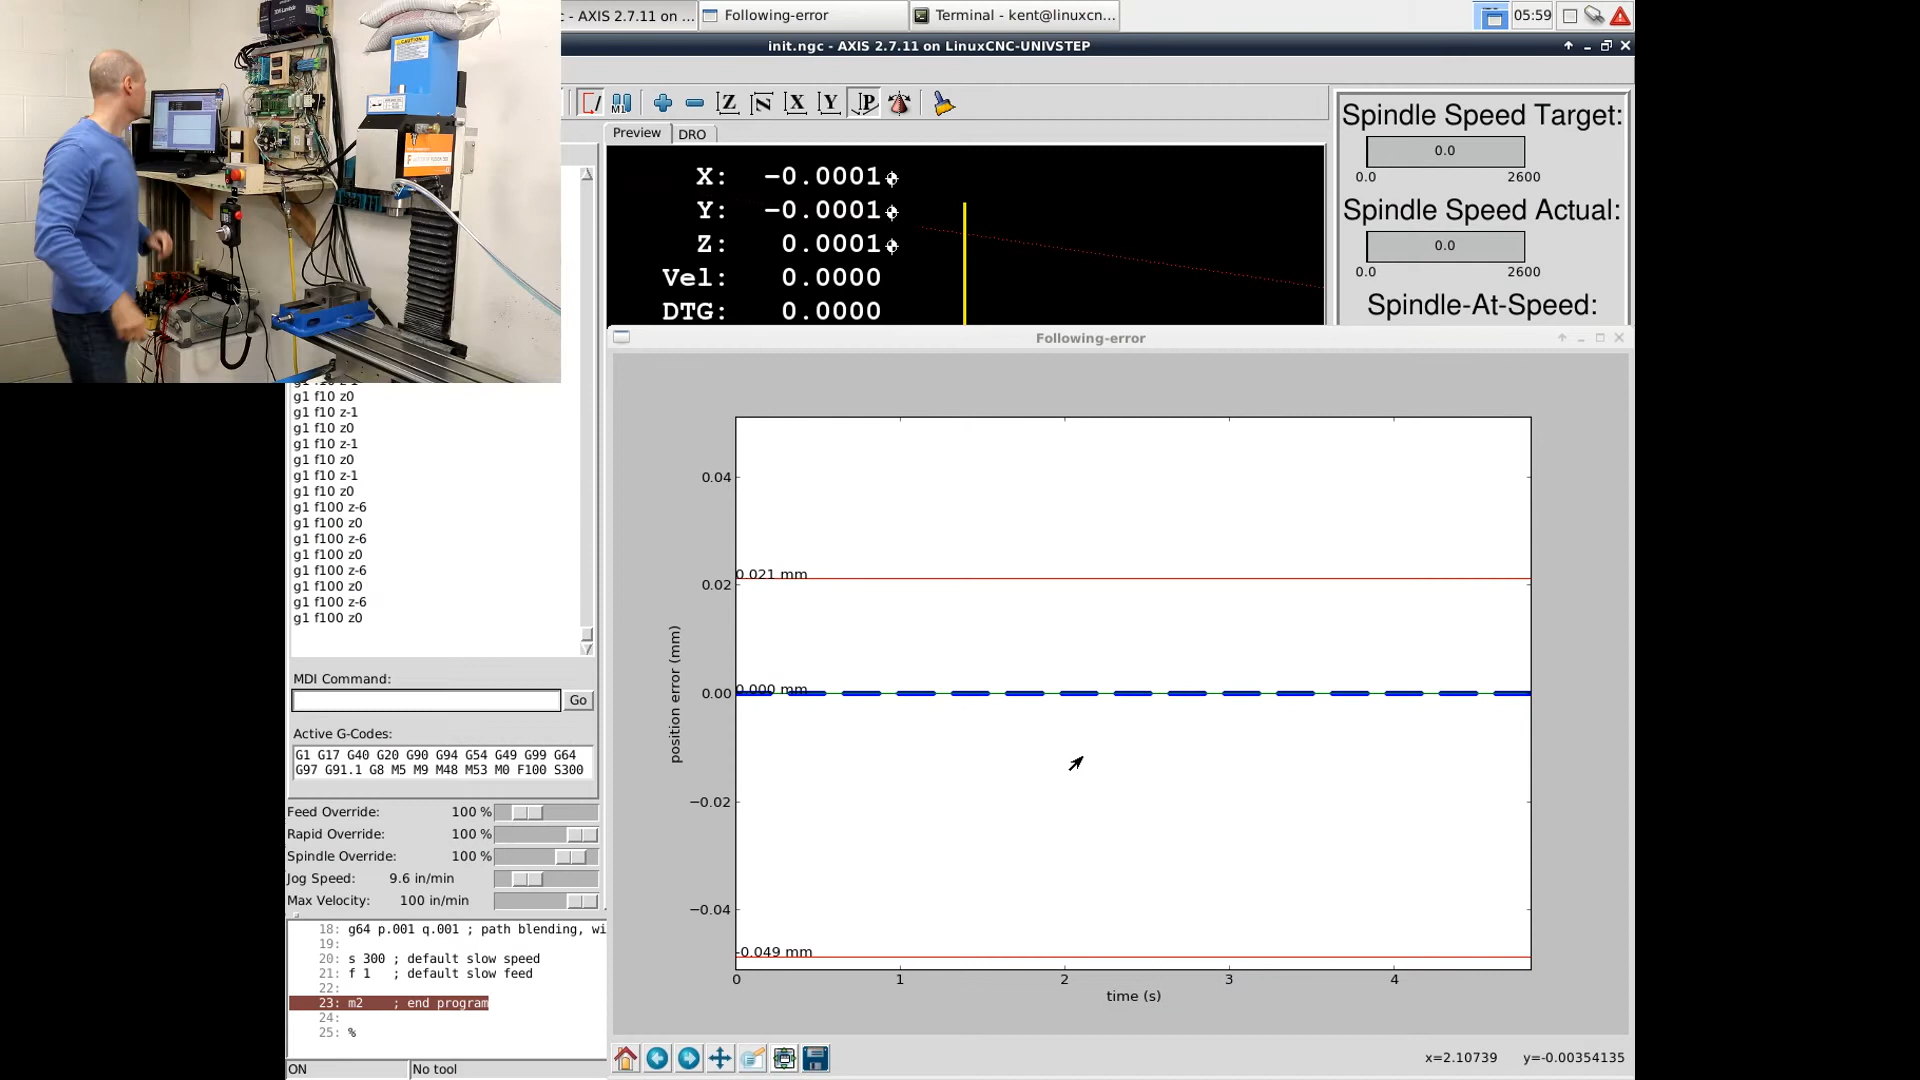 c - AXIS 2.7.11 on ...
Following-error
Terminal - kent@linuxcn...
05:59
init.ngc - AXIS 2.7.11 on LinuxCNC-UNIVSTEP
Preview
DRO
X: -0.0001
Y: -0.0001
Z: 0.0001
Vel: 0.0000
DTG: 0.0000
Spindle Speed Target:
0.0
0.0 2600
Spindle Speed Actual:
0.0
0.0 2600
Spindle-At-Speed:
CAUTION
g1 f10 z0
g1 f10 z-1
g1 f10 z0
g1 f10 z-1
g1 f10 z0
g1 f10 z-1
g1 f10 z0
g1 f100 z-6
g1 f100 z0
g1 f100 z-6
g1 f100 z0
g1 f100 z-6
g1 f100 z0
g1 f100 z-6
g1 f100 z0
MDI Command:
Go
Active G-Codes:
G1 G17 G40 G20 G90 G94 G54 G49 G99 G64
G97 G91.1 G8 M5 M9 M48 M53 M0 F100 S300
Feed Override: 100 %
Rapid Override: 100 %
Spindle Override: 100 %
Jog Speed: 9.6 in/min
Max Velocity: 100 in/min
18: g64 p.001 q.001 ; path blending, wi
19:
20: s 300 ; default slow speed
21: f 1 ; default slow feed
22:
23: m2 ; end program
24:
25: %
ON
No tool
Following-error
0.04
0.02
0.00
−0.02
−0.04
position error (mm)
0.021 mm
0.000 mm
-0.049 mm
0 1 2 3 4
time (s)
x=2.10739 y=-0.00354135